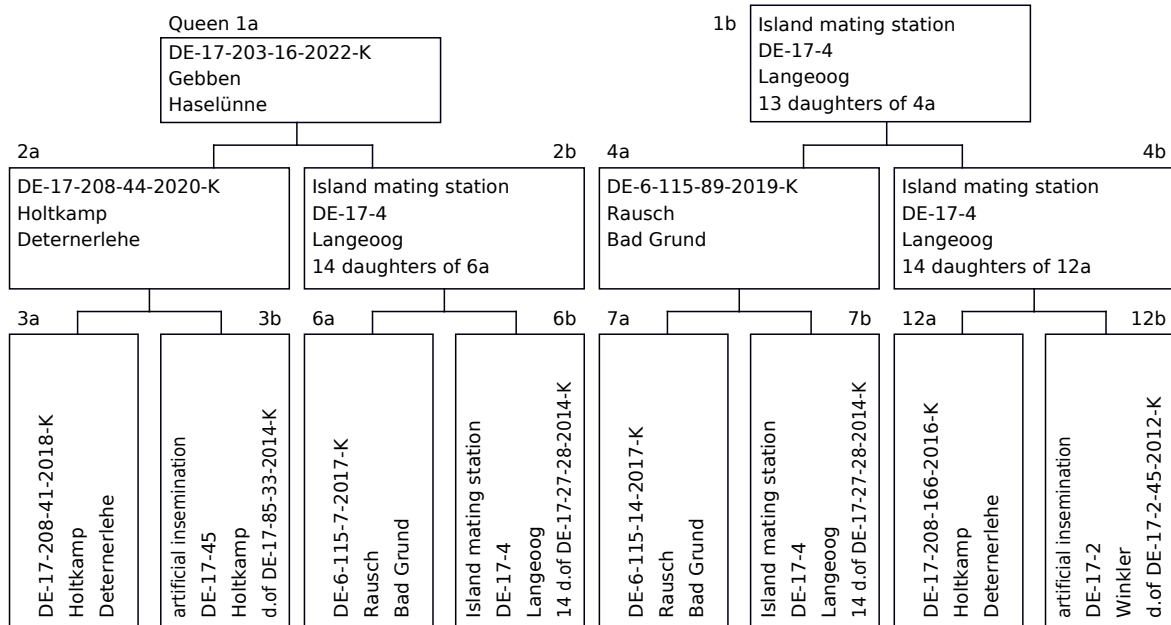 Queen 1a
DE-17-203-16-2022-K
Gebben
Haselünne
1b
Island mating station
DE-17-4
Langeoog
13 daughters of 4a
2a
DE-17-208-44-2020-K
Holtkamp
Deternerlehe
2b
Island mating station
DE-17-4
Langeoog
14 daughters of 6a
4a
DE-6-115-89-2019-K
Rausch
Bad Grund
4b
Island mating station
DE-17-4
Langeoog
14 daughters of 12a
3a
DE-17-208-41-2018-K
Holtkamp
Deternerlehe
3b
artificial insemination
DE-17-45
Holtkamp
d.of DE-17-85-33-2014-K
6a
DE-6-115-7-2017-K
Rausch
Bad Grund
6b
Island mating station
DE-17-4
Langeoog
14 d.of DE-17-27-28-2014-K
7a
DE-6-115-14-2017-K
Rausch
Bad Grund
7b
Island mating station
DE-17-4
Langeoog
14 d.of DE-17-27-28-2014-K
12a
DE-17-208-166-2016-K
Holtkamp
Deternerlehe
12b
artificial insemination
DE-17-2
Winkler
d.of DE-17-2-45-2012-K